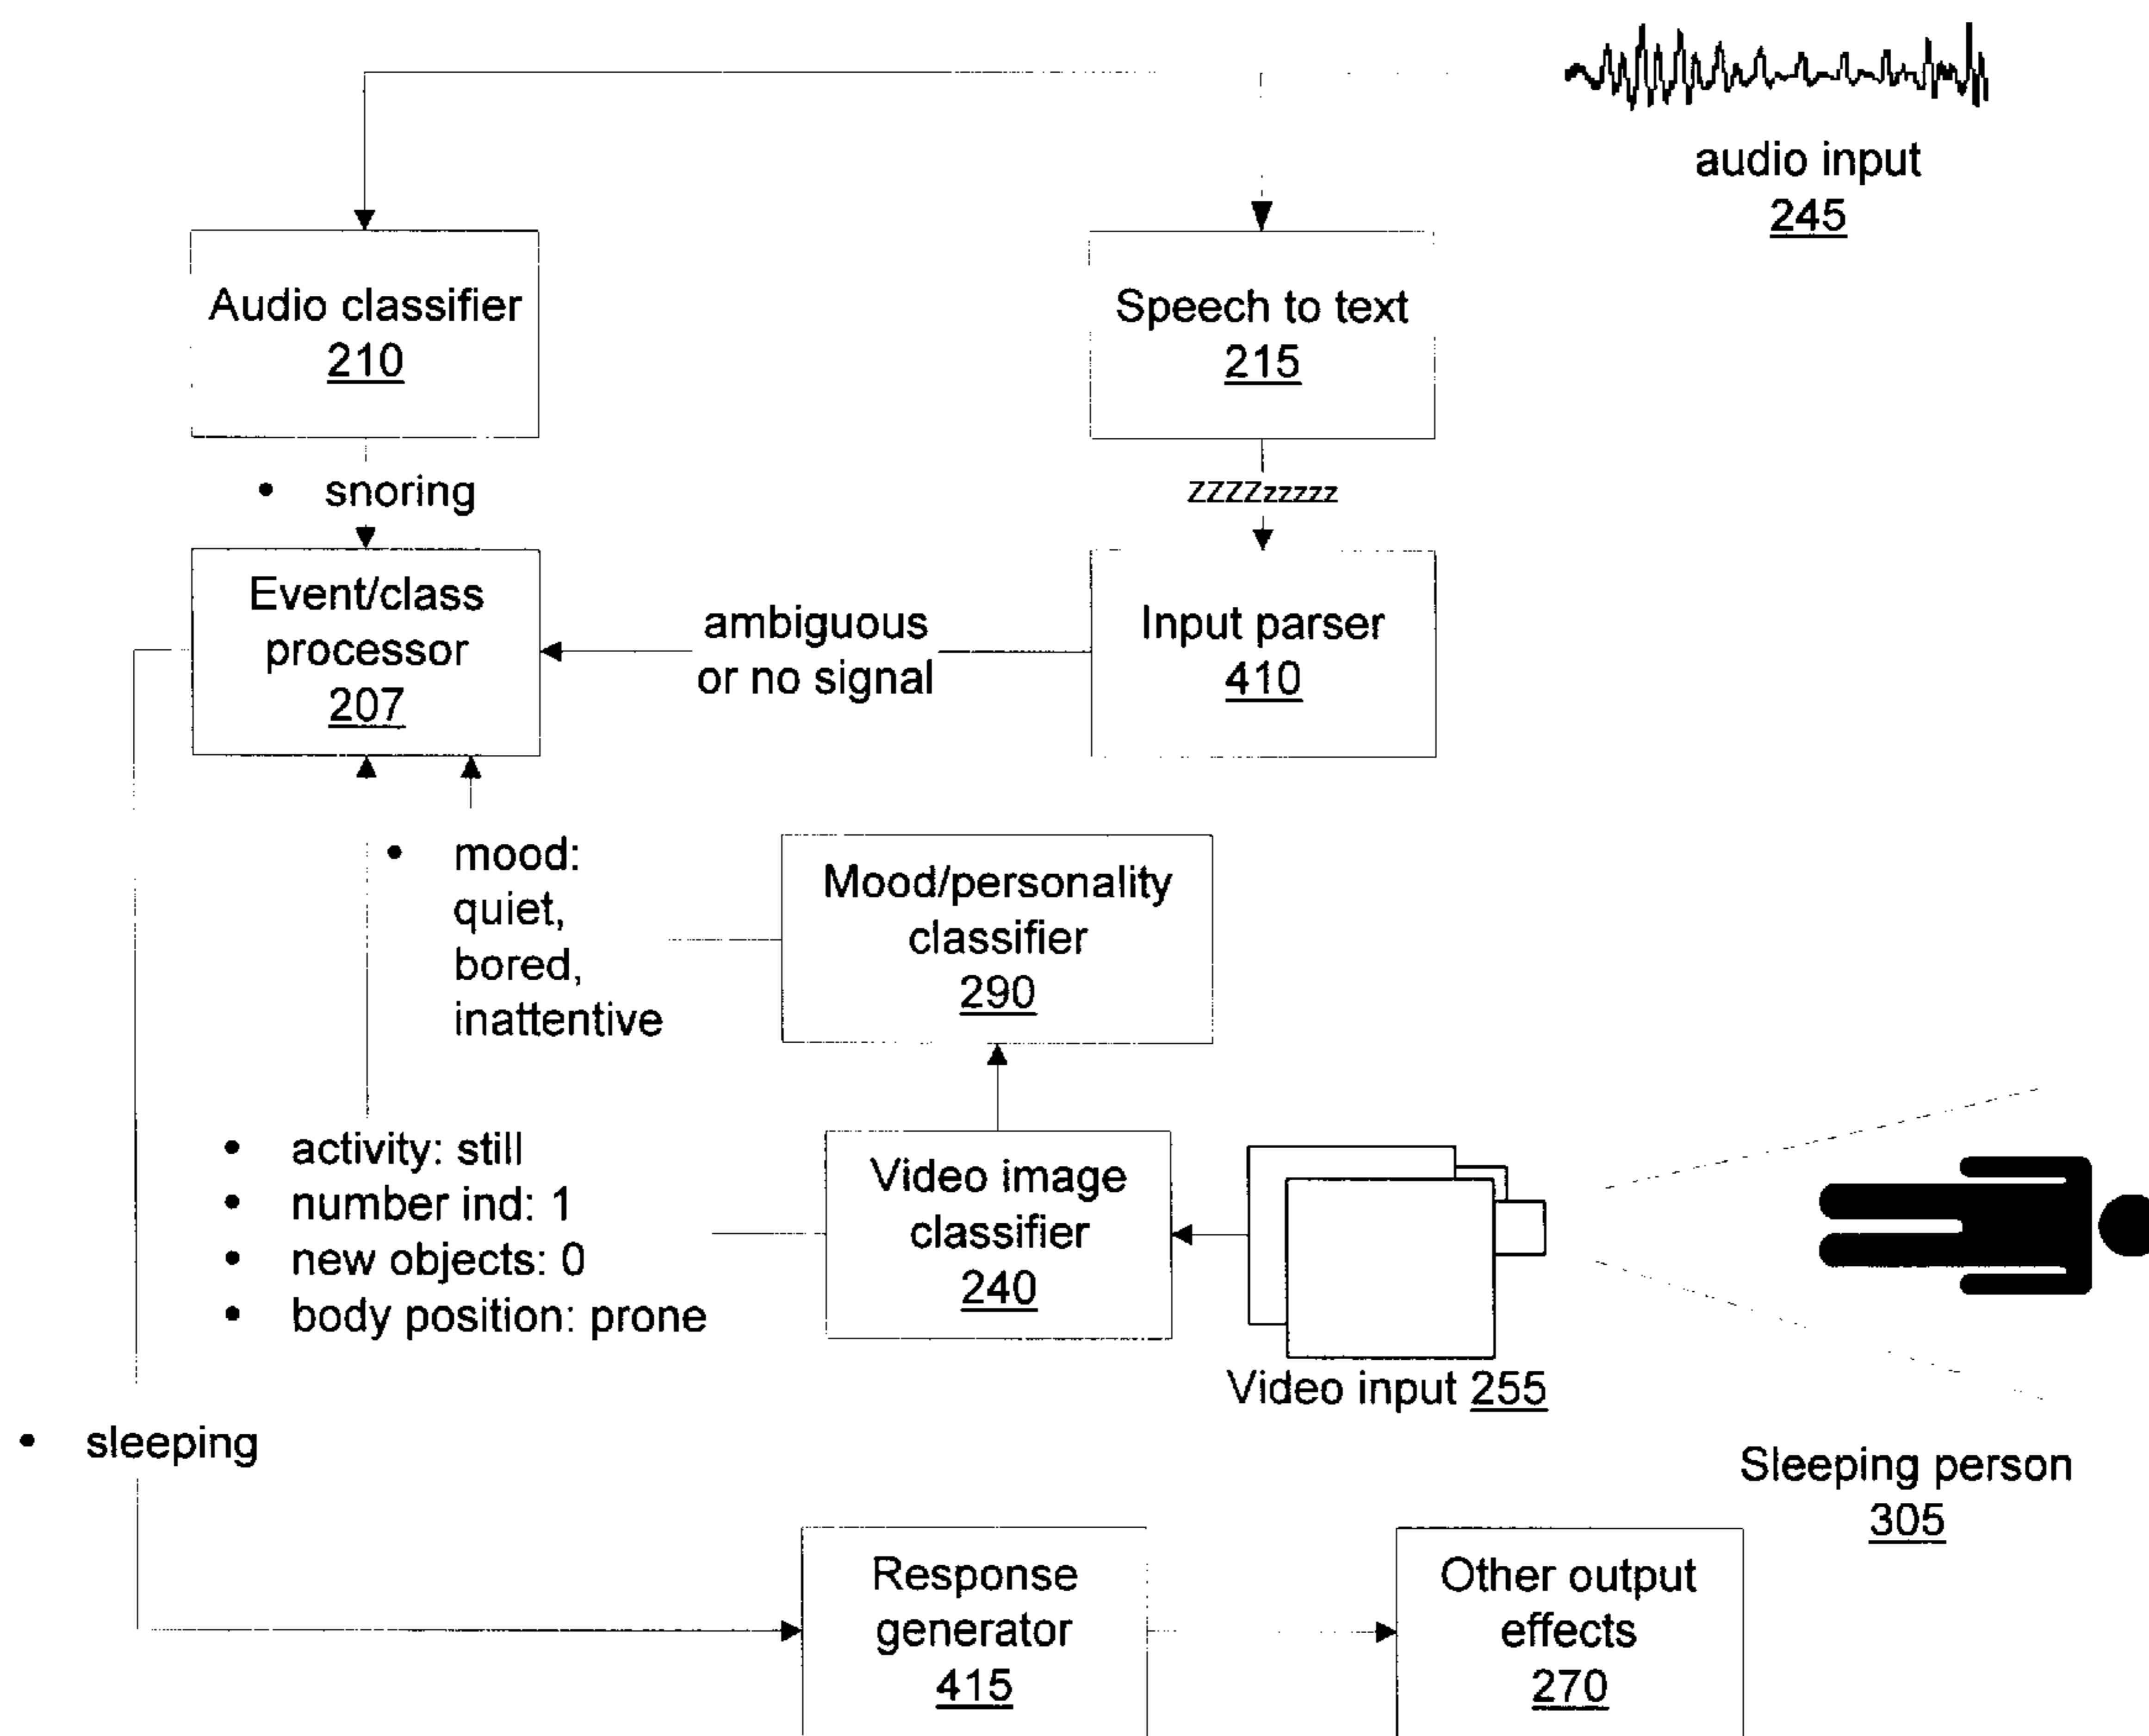 audio input
245
Audio classifier
210
Speech to text
215
• snoring
ZZZZzzzzz
Event/class
processor
207
ambiguous
or no signal
Input parser
410
• mood:
quiet,
bored,
inattentive
Mood/personality
classifier
290
• activity: still
• number ind: 1
• new objects: 0
• body position: prone
Video image
classifier
240
Video input 255
• sleeping
Sleeping person
305
Response
generator
415
Other output
effects
270